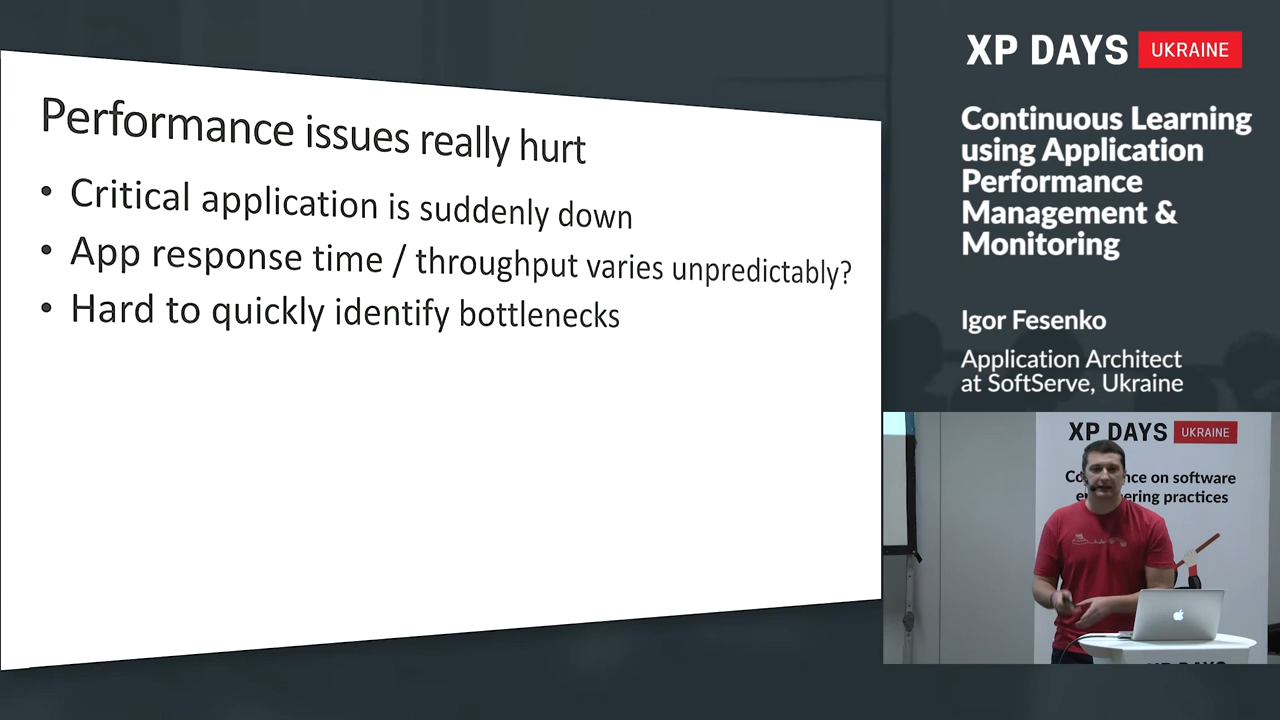 Performance issues really hurt
• Critical application is suddenly down
• App response time / throughput varies unpredictably?
• Hard to quickly identify bottlenecks
XP DAYS UKRAINE
Continuous Learning
using Application
Performance
Management &
Monitoring
Igor Fesenko
Application Architect
at SoftServe, Ukraine
XP DAYS UKRAINE
on software
practices
XP DAYS